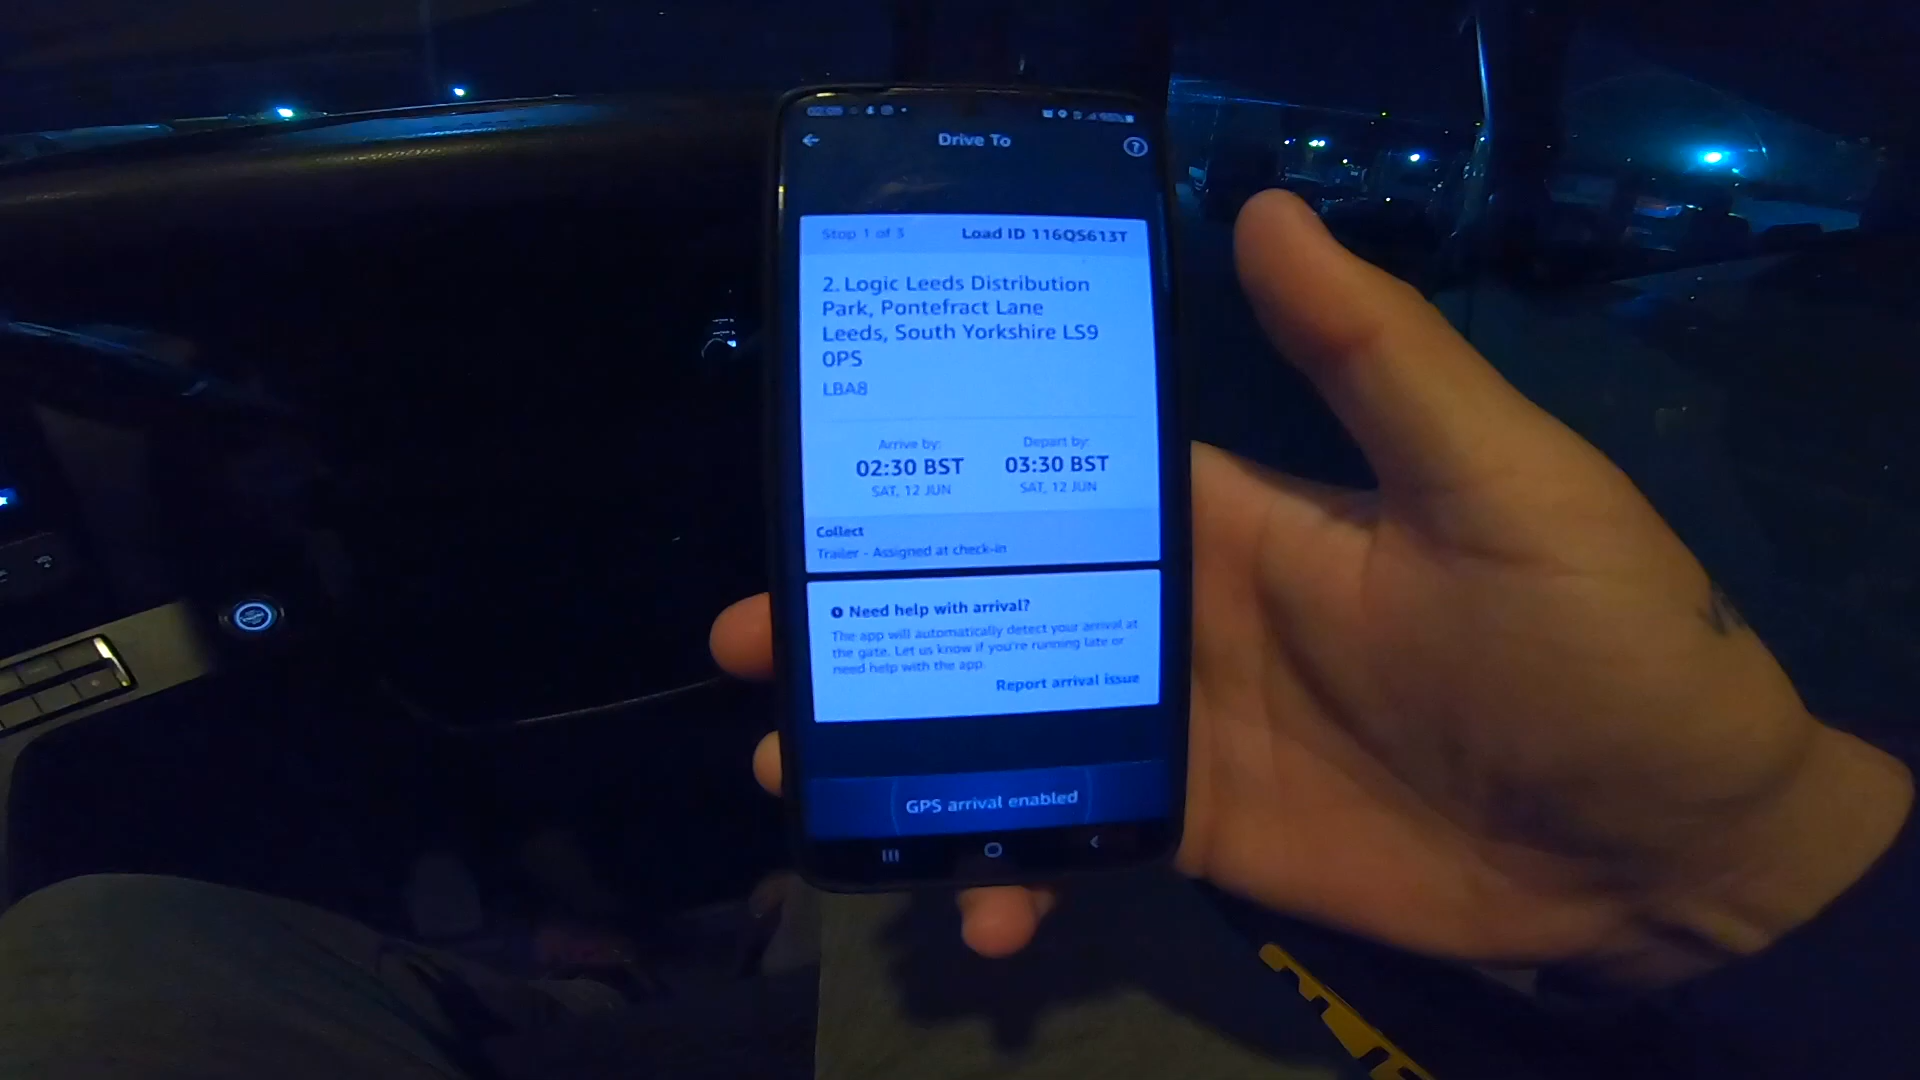 Drive To
Stop 1 of 3
Load ID 116QS613T
2. Logic Leeds Distribution
Park, Pontefract Lane
Leeds, South Yorkshire LS9
0PS
LBA8
Arrive by:
Depart by:
02:30 BST
03:30 BST
SAT, 12 JUN
SAT, 12 JUN
Collect
Trailer - Assigned at check-in
Need help with arrival?
The app will automatically detect your arrival at
the gate. Let us know if you're running late or
need help with the app.
Report arrival issue
GPS arrival enabled